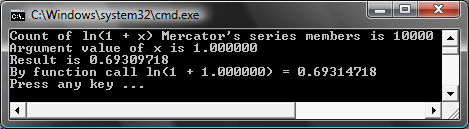 C:\Windows\system32\cmd.exe
Count of ln(1 + x) Mercator's series members is 10000
Argument value of x is 1.000000
Result is 0.69309718
By function call ln(1 + 1.000000) = 0.69314718
Press any key ...